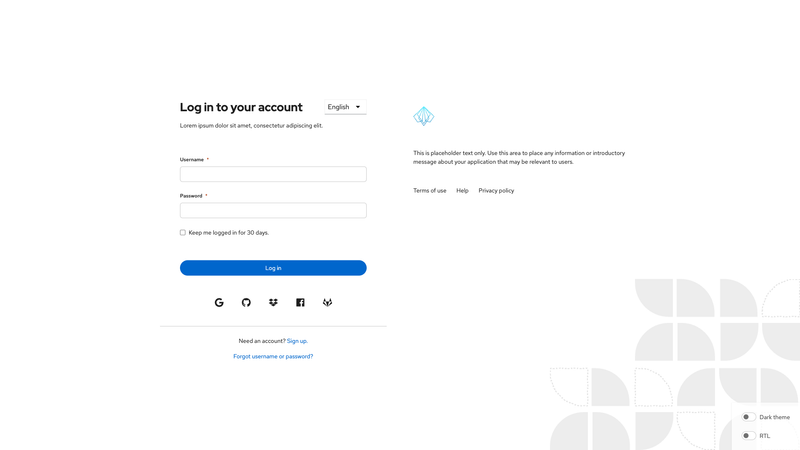 Log in to your account
English
Lorem ipsum dolor sit amet, consectetur adipiscing elit.
Username *
Password *
Keep me logged in for 30 days.
Log in
Need an account? Sign up.
Forgot username or password?
This is placeholder text only. Use this area to place any information or introductory
message about your application that may be relevant to users.
Terms of use
Help
Privacy policy
Dark theme
RTL